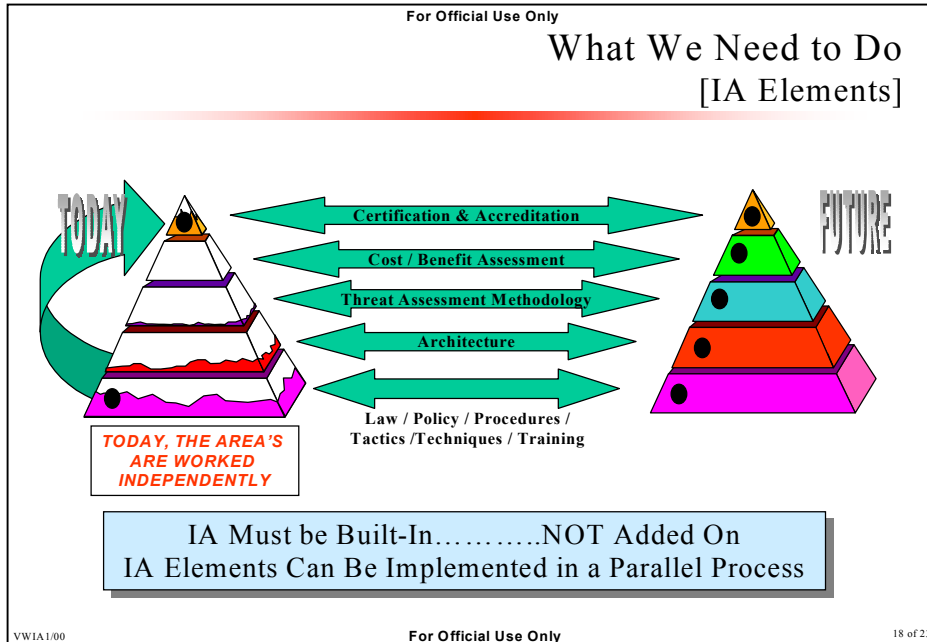 For Official Use Only
What We Need to Do
[IA Elements]
TODAY
FUTURE
Certification & Accreditation
Cost / Benefit Assessment
Threat Assessment Methodology
Architecture
Law / Policy / Procedures /
Tactics /Techniques / Training
TODAY, THE AREA'S
ARE WORKED
INDEPENDENTLY
IA Must be Built-In………..NOT Added On
IA Elements Can Be Implemented in a Parallel Process
VWIA1/00
For Official Use Only
18 of